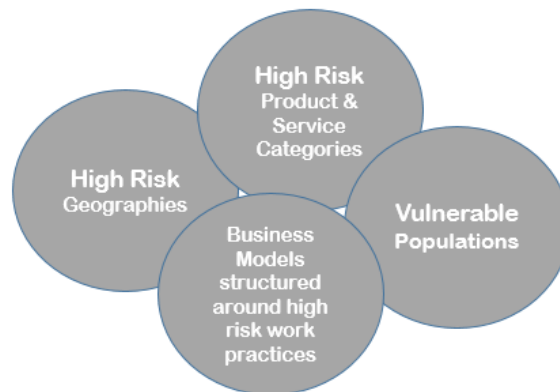 High Risk
Product &
Service
Categories
High Risk
Geographies
Vulnerable
Populations
Business
Models
structured
around high
risk work
practices